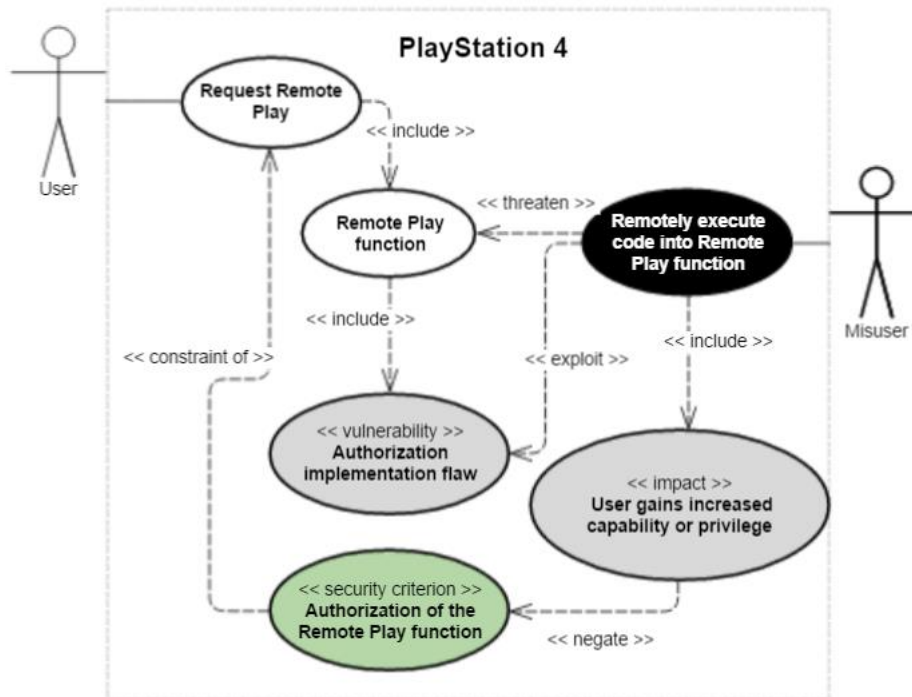 PlayStation 4
Request Remote
Play
<< include >>
User
Remote Play
function
<< threaten >>
Remotely execute
code into Remote
Play function
Misuser
<< include >>
<< include >>
<< constraint of >>
<< exploit >>
<< vulnerability >>
Authorization
implementation flaw
<< impact >>
User gains increased
capability or privilege
<< security criterion >>
Authorization of the
Remote Play function
<< negate >>